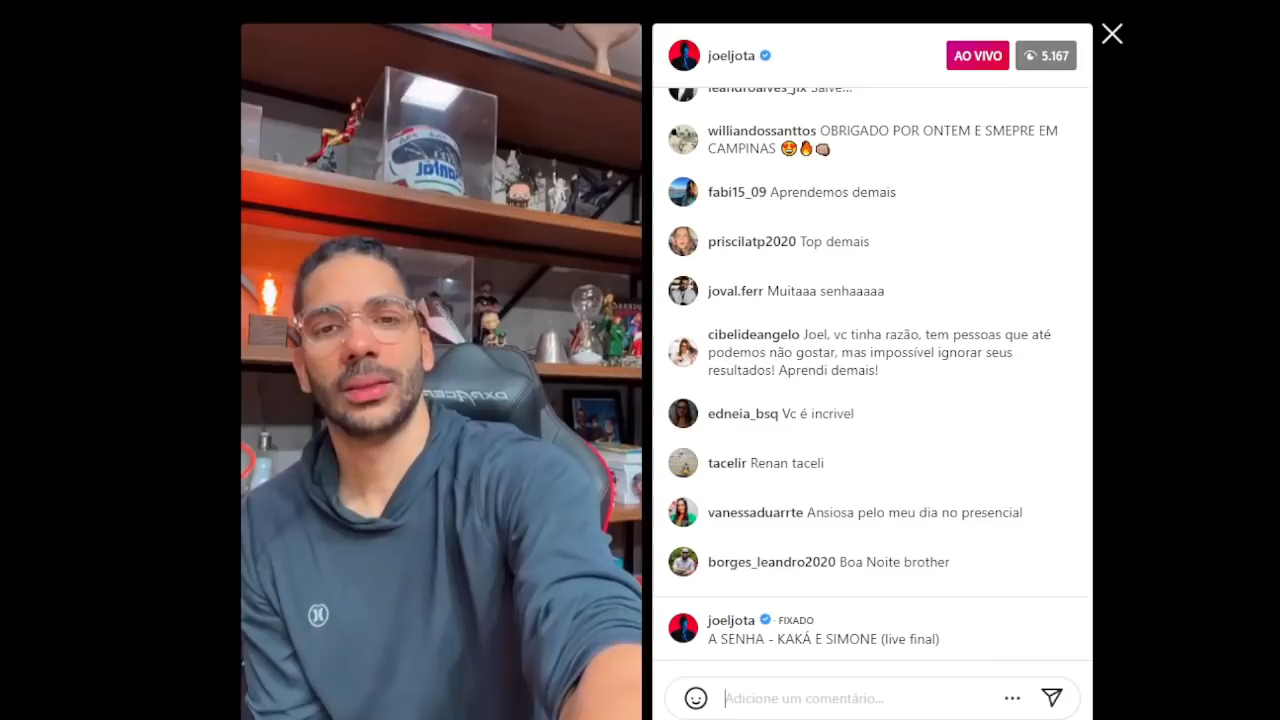 joeljota
AO VIVO
5.167
leandroalves_jlx Salve...
williandossanttos OBRIGADO POR ONTEM E SMEPRE EM
CAMPINAS 😍🔥👊🏽
fabi15_09 Aprendemos demais
priscilatp2020 Top demais
joval.ferr Muitaaa senhaaaaa
cibelideangelo Joel, vc tinha razão, tem pessoas que até
podemos não gostar, mas impossível ignorar seus
resultados! Aprendi demais!
edneia_bsq Vc é incrivel
tacelir Renan taceli
vanessaduarrte Ansiosa pelo meu dia no presencial
borges_leandro2020 Boa Noite brother
joeljota · FIXADO
A SENHA - KAKÁ E SIMONE (live final)
Adicione um comentário...
DXRACER